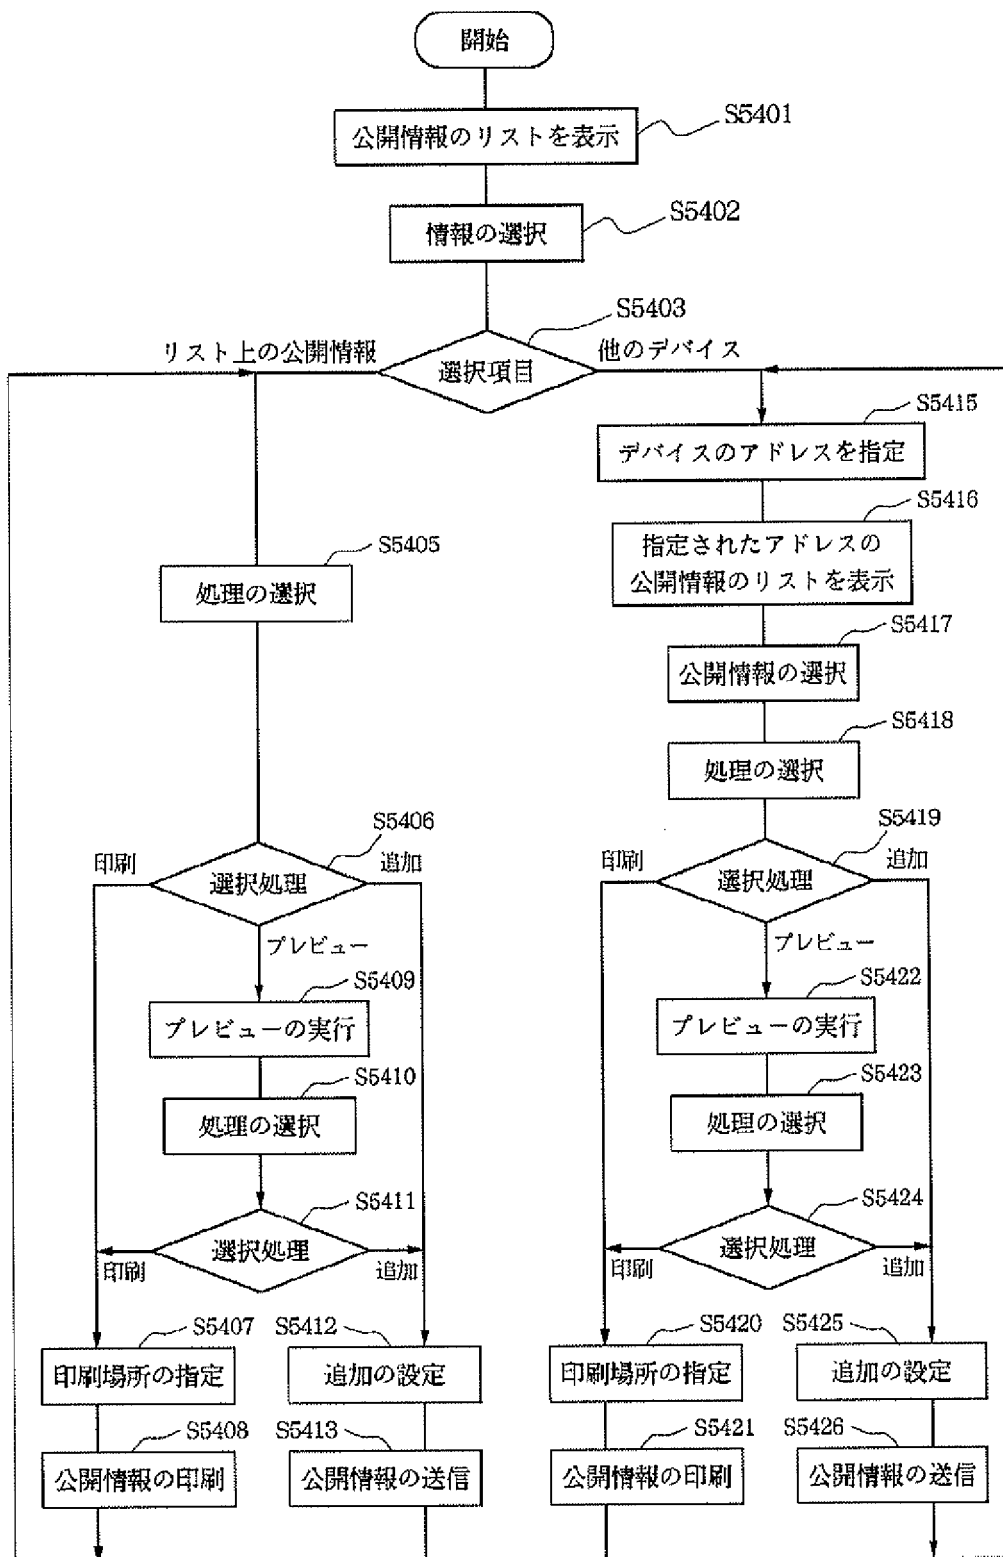 開始
S5401
公開情報のリストを表示
S5402
情報の選択
S5403
リスト上の公開情報
選択項目
他のデバイス
S5415
デバイスのアドレスを指定
S5416
指定されたアドレスの
公開情報のリストを表示
S5405
処理の選択
S5417
公開情報の選択
S5418
処理の選択
S5406
印刷
選択処理
追加
プレビュー
S5409
プレビューの実行
S5410
処理の選択
S5411
選択処理
印刷
追加
S5407
印刷場所の指定
S5408
公開情報の印刷
S5412
追加の設定
S5413
公開情報の送信
S5419
印刷
選択処理
追加
プレビュー
S5422
プレビューの実行
S5423
処理の選択
S5424
選択処理
印刷
追加
S5420
印刷場所の指定
S5421
公開情報の印刷
S5425
追加の設定
S5426
公開情報の送信